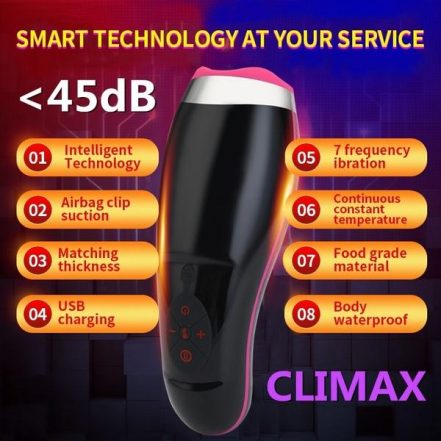 SMART TECHNOLOGY AT YOUR SERVICE
<45dB
01 Intelligent
Technology
02 Airbag clip
suction
03 Matching
thickness
04 USB
charging
05 7 frequency
ibration
06 Continuous
constant
temperature
07 Food grade
material
08 Body
waterproof
CLIMAX